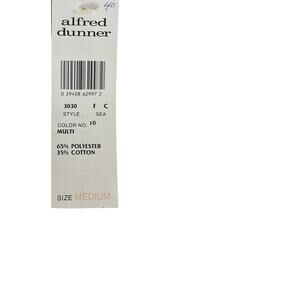 alfred
dunner
0 29408 62997 2
3030 F C
STYLE SEA
COLOR NO. 10
MULTI
65% POLYESTER
35% COTTON
SIZE MEDIUM